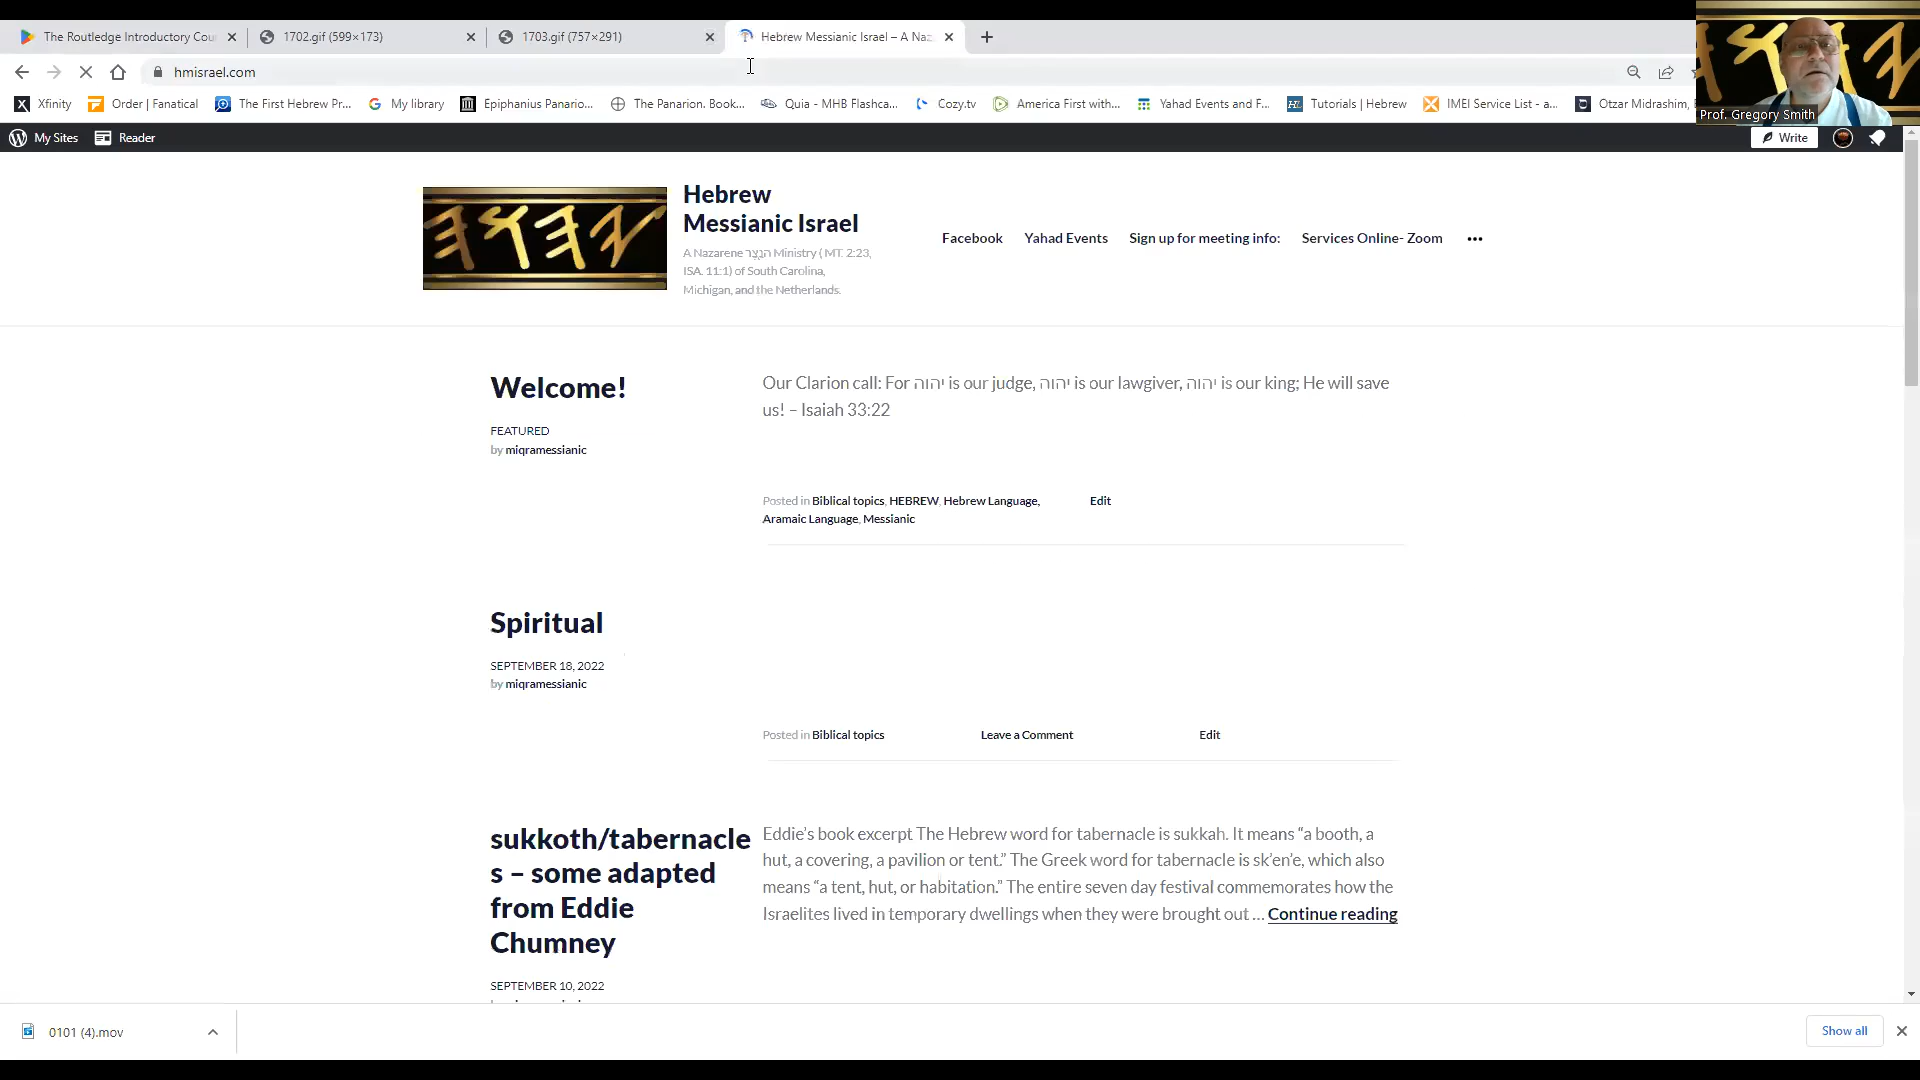 The Routledge Introductory Cou
1702.gif (599×173)
1703.gif (757×291)
Hebrew Messianic Israel – A Naz
hmisrael.com
Xfinity
Order | Fanatical
The First Hebrew Pr...
My library
Epiphanius Panario...
The Panarion. Book...
Quia - MHB Flashca...
Cozy.tv
America First with...
Yahad Events and F...
Tutorials | Hebrew
IMEI Service List - a...
Otzar Midrashim,
Prof. Gregory Smith
My Sites
Reader
Write
𐤉𐤄𐤅𐤄
Hebrew
Messianic Israel
A Nazarene הנצר Ministry ( MT. 2:23,
ISA. 11:1) of South Carolina,
Michigan, and the Netherlands.
Facebook
Yahad Events
Sign up for meeting info:
Services Online- Zoom
Welcome!
FEATURED
by miqramessianic
Our Clarion call: For יהוה is our judge, יהוה is our lawgiver, יהוה is our king; He will save
us! – Isaiah 33:22
Posted in Biblical topics, HEBREW, Hebrew Language,
Aramaic Language, Messianic
Edit
Spiritual
SEPTEMBER 18, 2022
by miqramessianic
Posted in Biblical topics
Leave a Comment
Edit
sukkoth/tabernacle
s – some adapted
from Eddie
Chumney
SEPTEMBER 10, 2022
Eddie’s book excerpt The Hebrew word for tabernacle is sukkah. It means “a booth, a
hut, a covering, a pavilion or tent.” The Greek word for tabernacle is sk’en’e, which also
means “a tent, hut, or habitation.” The entire seven day festival commemorates how the
Israelites lived in temporary dwellings when they were brought out … Continue reading
0101 (4).mov
Show all